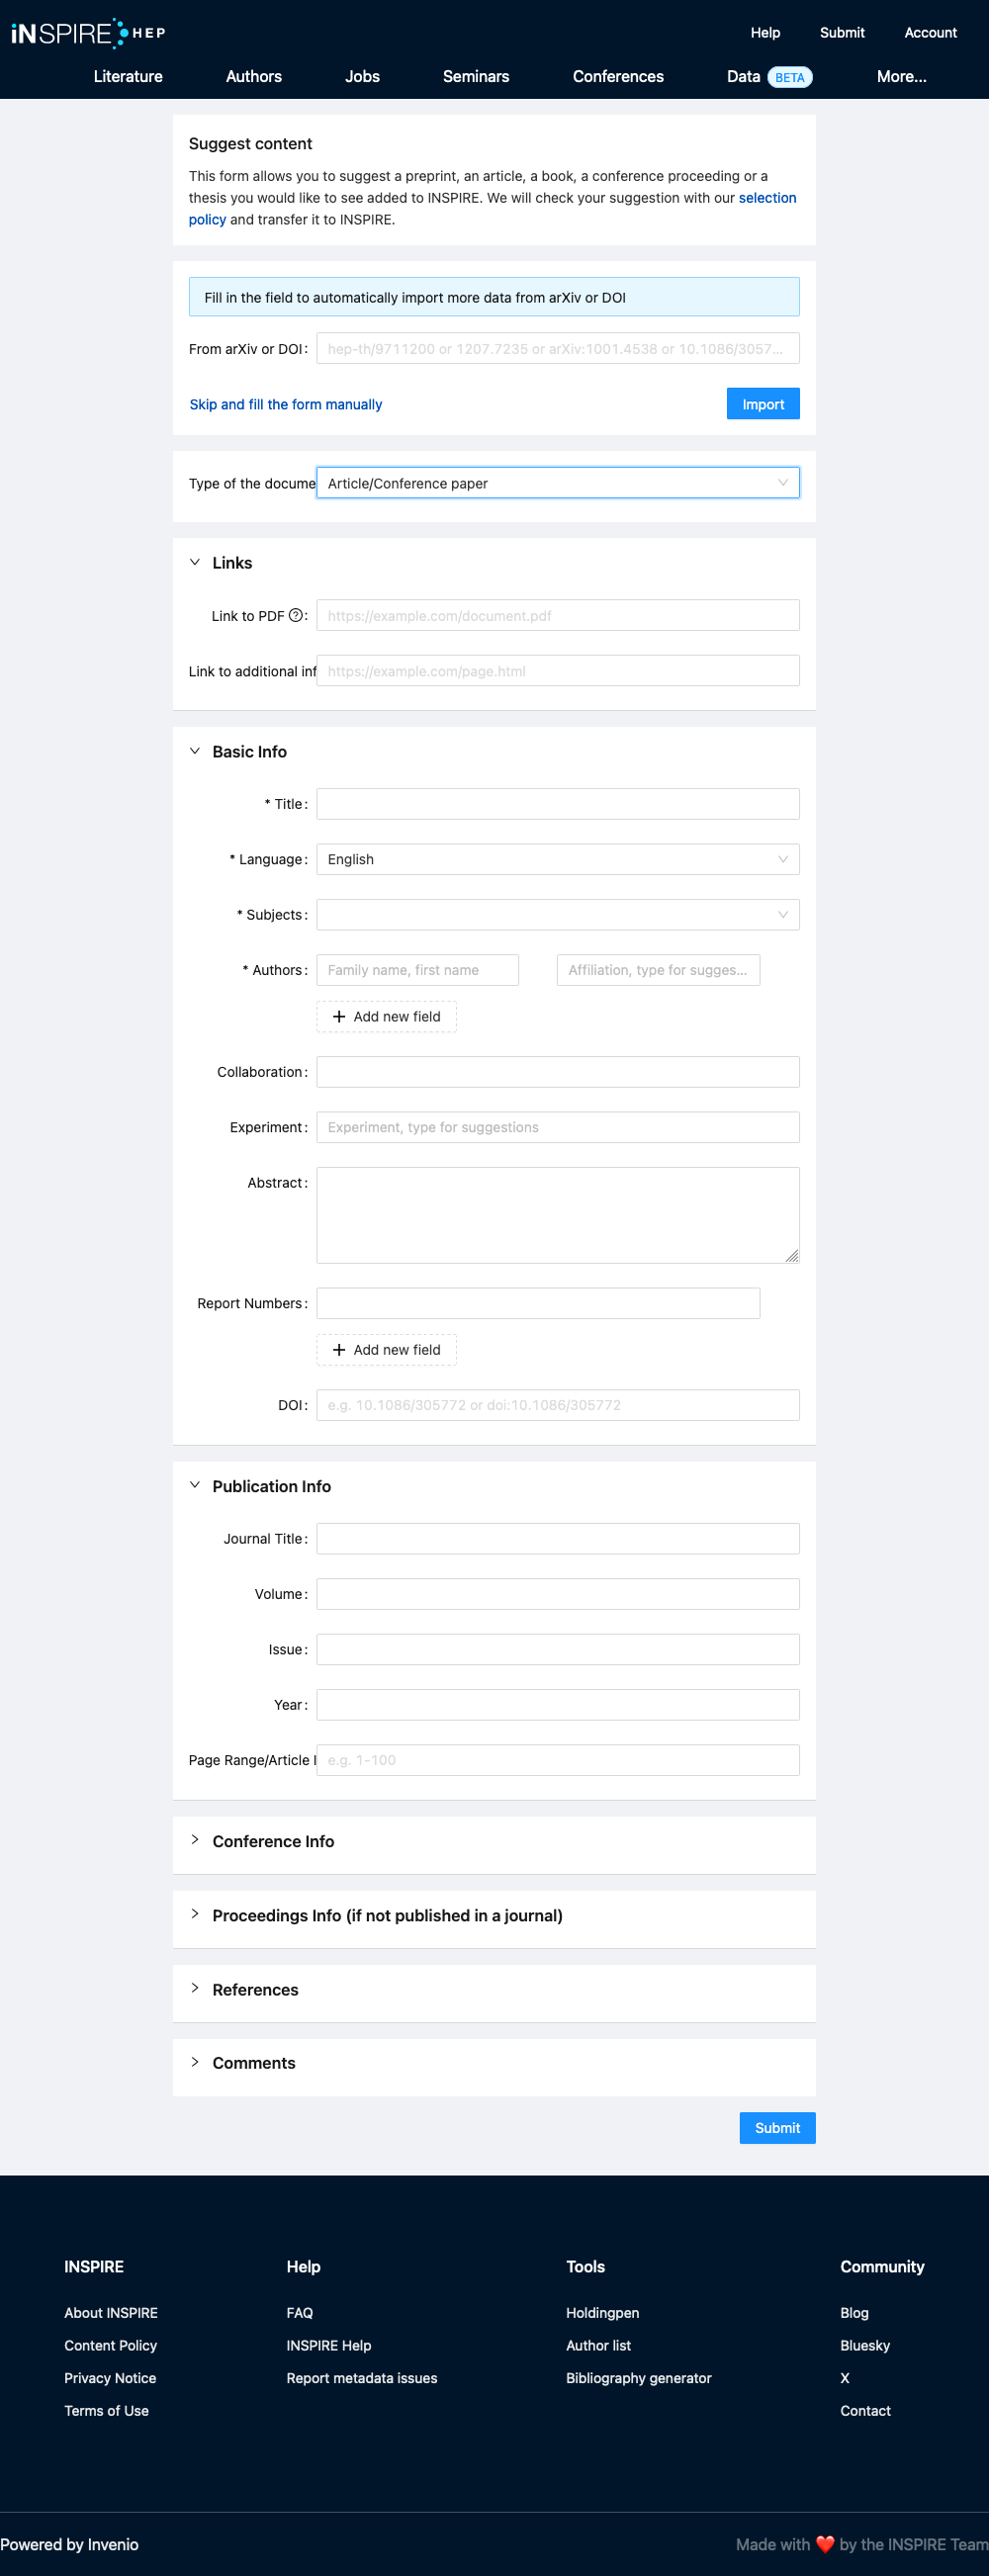 iNSPIRE HEP
Help Submit Account
Literature Authors Jobs Seminars Conferences Data BETA More...
Suggest content
This form allows you to suggest a preprint, an article, a book, a conference proceeding or a
thesis you would like to see added to INSPIRE. We will check your suggestion with our selection
policy and transfer it to INSPIRE.
Fill in the field to automatically import more data from arXiv or DOI
From arXiv or DOI: hep-th/9711200 or 1207.7235 or arXiv:1001.4538 or 10.1086/3057...
Skip and fill the form manually Import
Type of the docume Article/Conference paper
Links
Link to PDF ?: https://example.com/document.pdf
Link to additional inf https://example.com/page.html
Basic Info
* Title:
* Language: English
* Subjects:
* Authors: Family name, first name Affiliation, type for sugges...
+ Add new field
Collaboration:
Experiment: Experiment, type for suggestions
Abstract:
Report Numbers:
+ Add new field
DOI: e.g. 10.1086/305772 or doi:10.1086/305772
Publication Info
Journal Title:
Volume:
Issue:
Year:
Page Range/Article I e.g. 1-100
Conference Info
Proceedings Info (if not published in a journal)
References
Comments
Submit
INSPIRE Help Tools Community
About INSPIRE FAQ Holdingpen Blog
Content Policy INSPIRE Help Author list Bluesky
Privacy Notice Report metadata issues Bibliography generator X
Terms of Use Contact
Powered by Invenio Made with ❤️ by the INSPIRE Team